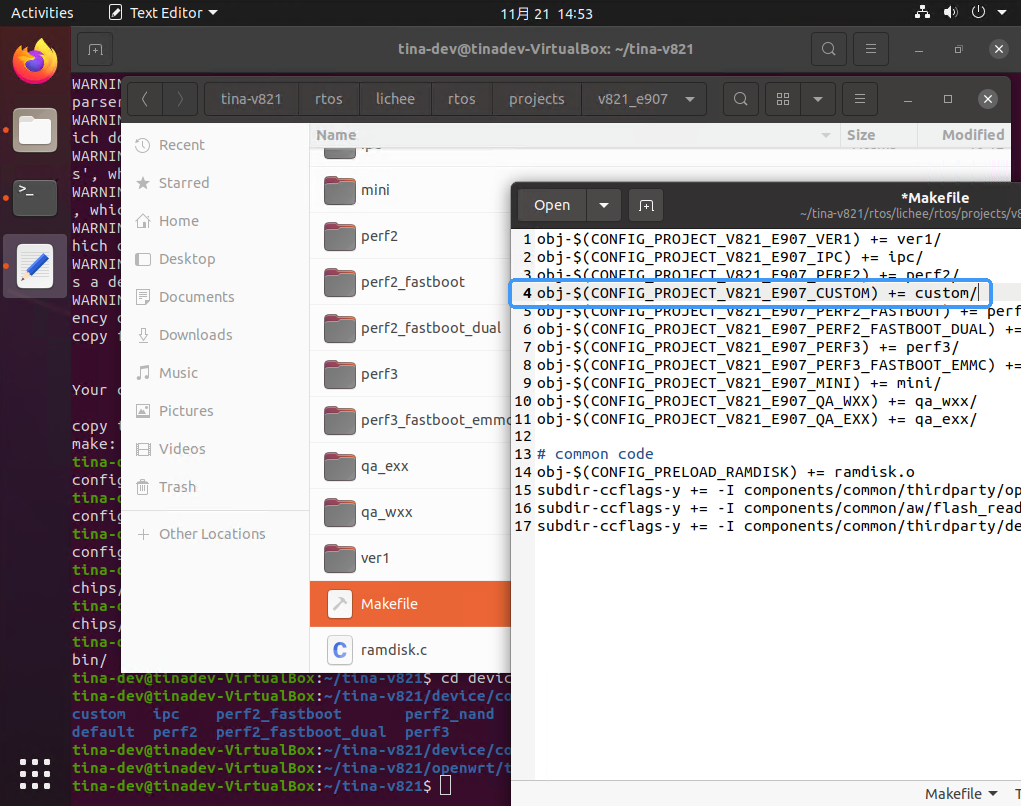 Activities
Text Editor
11月 21 14:53
tina-dev@tinadev-VirtualBox: ~/tina-v821
tina-v821
rtos
lichee
rtos
projects
v821_e907
Recent
Starred
Home
Desktop
Documents
Downloads
Music
Pictures
Videos
Trash
Other Locations
Name
Size
Modified
mini
perf2
perf2_fastboot
perf2_fastboot_dual
perf3
perf3_fastboot_emmc
qa_exx
qa_wxx
ver1
Makefile
ramdisk.c
Open
*Makefile
~/tina-v821/rtos/lichee/rtos/projects/v8
1 obj-$(CONFIG_PROJECT_V821_E907_VER1) += ver1/
2 obj-$(CONFIG_PROJECT_V821_E907_IPC) += ipc/
3 obj-$(CONFIG_PROJECT_V821_E907_PERF2) += perf2/
4 obj-$(CONFIG_PROJECT_V821_E907_CUSTOM) += custom/
5 obj-$(CONFIG_PROJECT_V821_E907_PERF2_FASTBOOT) += perf
6 obj-$(CONFIG_PROJECT_V821_E907_PERF2_FASTBOOT_DUAL) +=
7 obj-$(CONFIG_PROJECT_V821_E907_PERF3) += perf3/
8 obj-$(CONFIG_PROJECT_V821_E907_PERF3_FASTBOOT_EMMC) +=
9 obj-$(CONFIG_PROJECT_V821_E907_MINI) += mini/
10 obj-$(CONFIG_PROJECT_V821_E907_QA_WXX) += qa_wxx/
11 obj-$(CONFIG_PROJECT_V821_E907_QA_EXX) += qa_exx/
12
13 # common code
14 obj-$(CONFIG_PRELOAD_RAMDISK) += ramdisk.o
15 subdir-ccflags-y += -I components/common/thirdparty/op
16 subdir-ccflags-y += -I components/common/aw/flash_read
17 subdir-ccflags-y += -I components/common/thirdparty/de
Makefile
WARNIN
parser
WARNIN
ich do
WARNIN
s', wh
WARNIN
, whic
WARNIN
hich d
WARNIN
s a de
WARNIN
ency o
copy f
Your c
copy t
make:
tina-d
config
tina-d
config
tina-d
config
tina-d
chips/
tina-d
chips/
tina-d
bin/
tina-dev@tinadev-VirtualBox:~/tina-v821$ cd devic
tina-dev@tinadev-VirtualBox:~/tina-v821/device/co
custom ipc perf2_fastboot perf2_nand
default perf2 perf2_fastboot_dual perf3
tina-dev@tinadev-VirtualBox:~/tina-v821/device/co
tina-dev@tinadev-VirtualBox:~/tina-v821/openwrt/t
tina-dev@tinadev-VirtualBox:~/tina-v821$